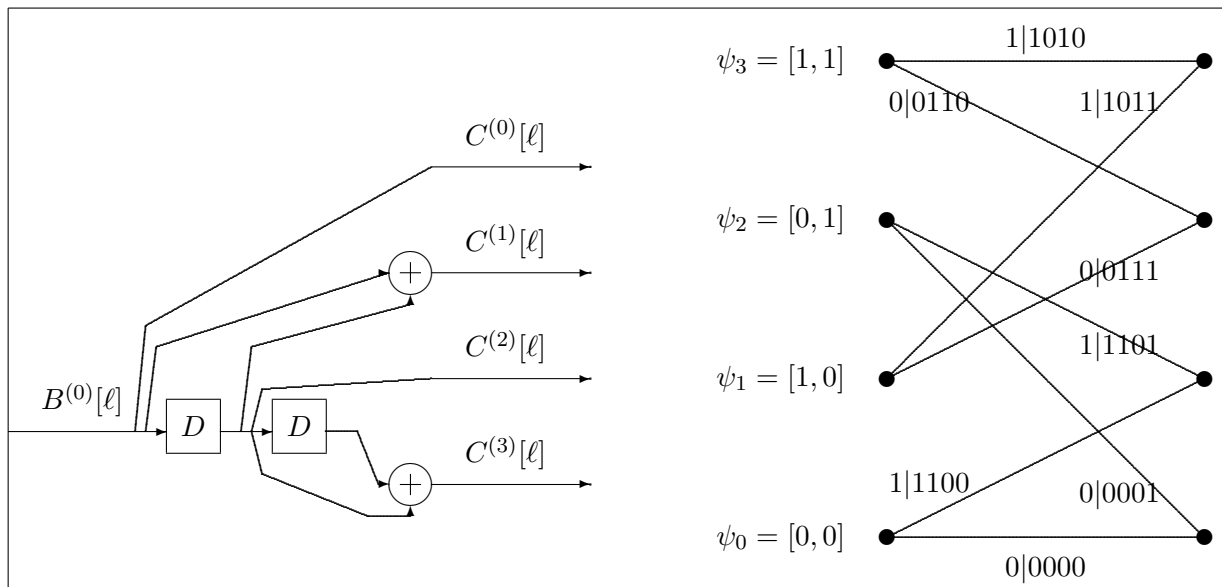 C^{(0)}[ℓ]
C^{(1)}[ℓ]
C^{(2)}[ℓ]
B^{(0)}[ℓ]
D
D
C^{(3)}[ℓ]
+
+
ψ_3 = [1, 1]
1|1010
0|0110
1|1011
ψ_2 = [0, 1]
0|0111
1|1101
ψ_1 = [1, 0]
1|1100
0|0001
ψ_0 = [0, 0]
0|0000